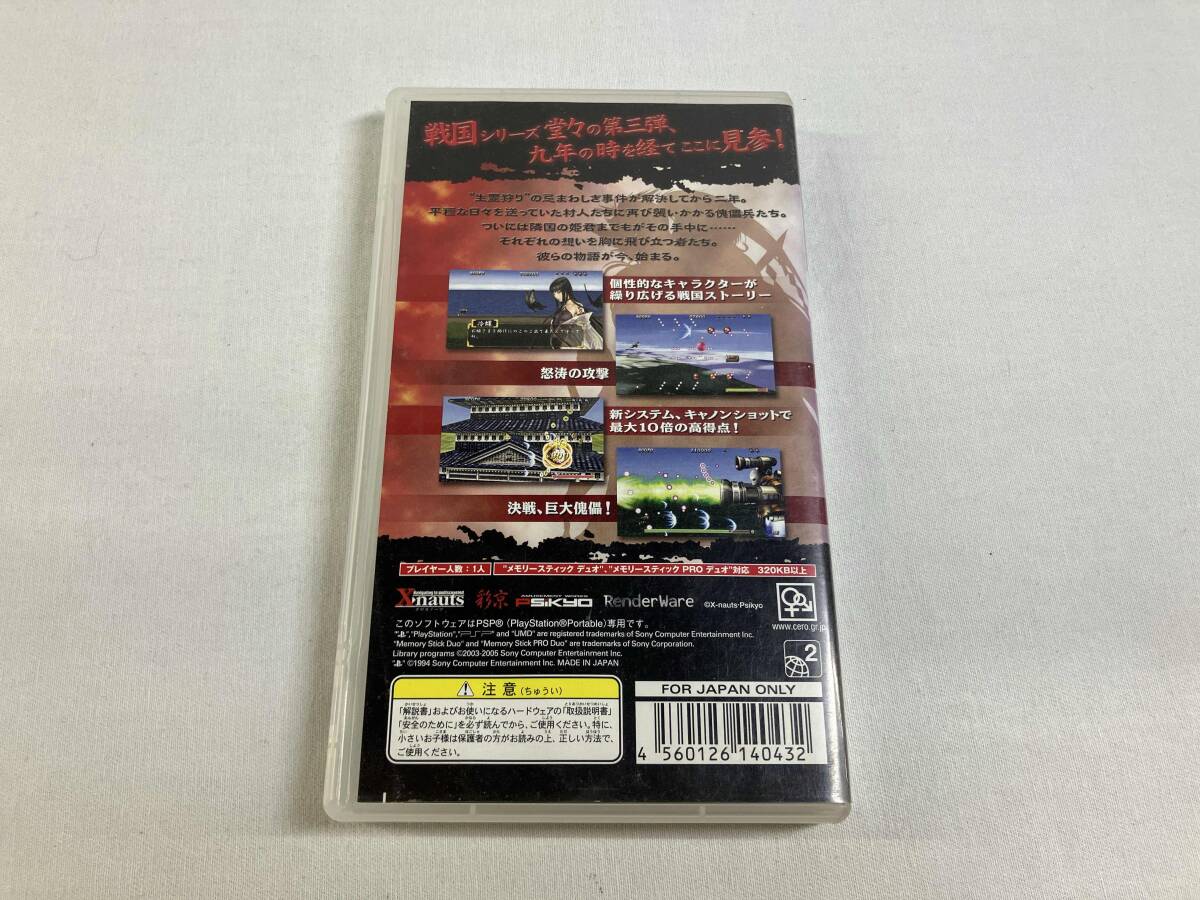 戦国シリーズ堂々の第三弾、
九年の時を経てここに見参！
"生霊狩り"の忌まわしき事件が解決してから二年。
平穏な日々を送っていた村人たちに再び襲いかかる傀儡兵たち。
ついには隣国の姫君までもがその手中に……
それぞれの想いを胸に飛び立つ者たち。
彼らの物語が今、始まる。
個性的なキャラクターが
繰り広げる戦国ストーリー
怒涛の攻撃
新システム、キャノンショットで
最大10倍の高得点！
決戦、巨大傀儡！
プレイヤー人数：1人
"メモリースティック デュオ"、"メモリースティック PRO デュオ"対応 320KB以上
X-nauts 彩京 PSiKYO RenderWare ©X-nauts・Psikyo
www.cero.gr.jp
このソフトウェアはPSP®（PlayStation®Portable）専用です。
"PlayStation", "PSP" and "UMD" are registered trademarks of Sony Computer Entertainment Inc.
"Memory Stick Duo" and "Memory Stick PRO Duo" are trademarks of Sony Corporation.
Library programs ©2003-2005 Sony Computer Entertainment Inc.
©1994 Sony Computer Entertainment Inc. MADE IN JAPAN
2
注意（ちゅうい）
「解説書」およびお使いになるハードウェアの「取扱説明書」
「安全のために」を必ず読んでから、ご使用ください。特に、
小さいお子様は保護者の方がお読みの上、正しい方法で、
ご使用ください。
FOR JAPAN ONLY
4 560126 140432